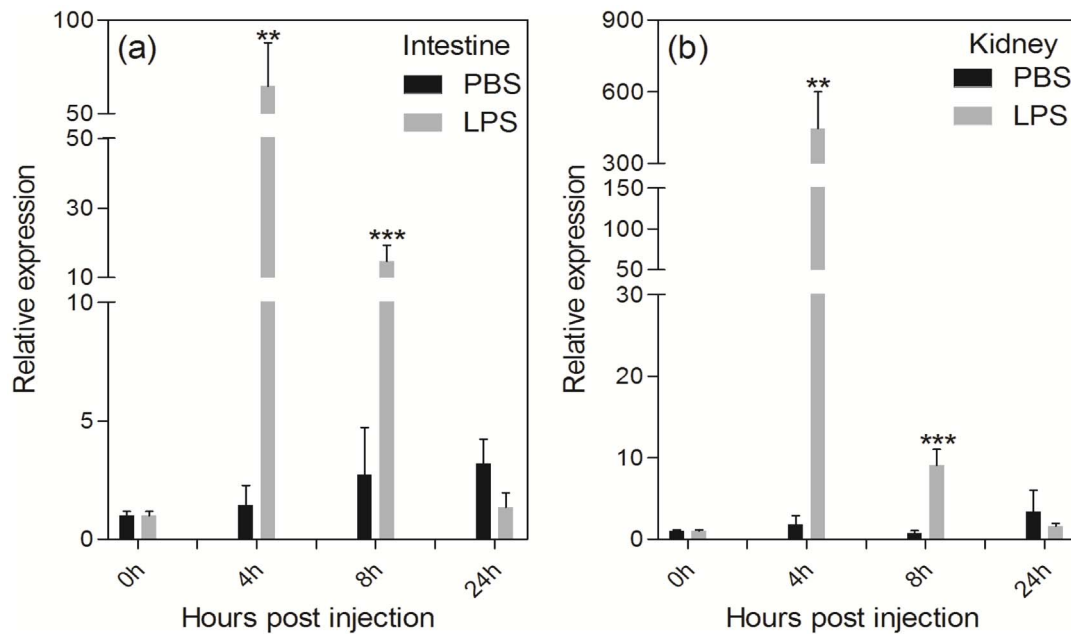 (a)
Intestine
PBS
LPS
**
***
100
50
50
30
10
10
5
0
Relative expression
0h
4h
8h
24h
Hours post injection
(b)
Kidney
PBS
LPS
**
***
900
600
300
150
100
50
30
20
10
0
Relative expression
0h
4h
8h
24h
Hours post injection